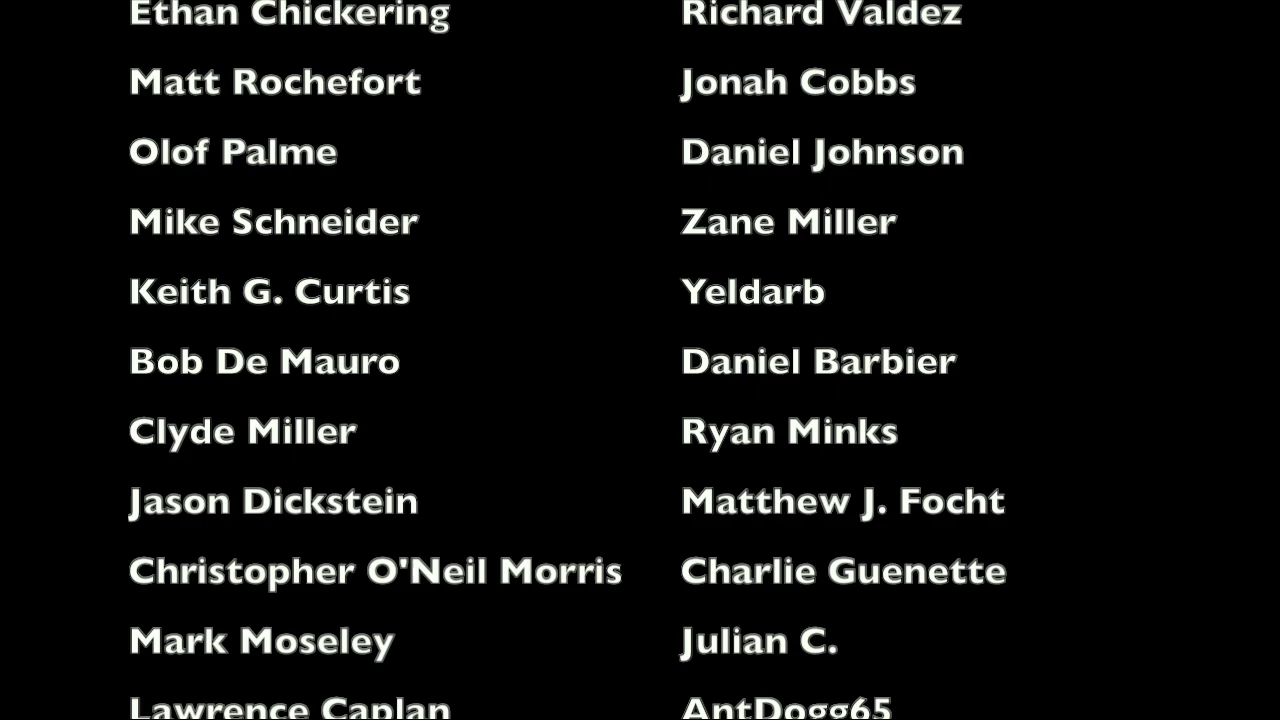 Ethan Chickering Richard Valdez
Matt Rochefort Jonah Cobbs
Olof Palme Daniel Johnson
Mike Schneider Zane Miller
Keith G. Curtis Yeldarb
Bob De Mauro Daniel Barbier
Clyde Miller Ryan Minks
Jason Dickstein Matthew J. Focht
Christopher O'Neil Morris Charlie Guenette
Mark Moseley Julian C.
Lawrence Caplan AntDogg65